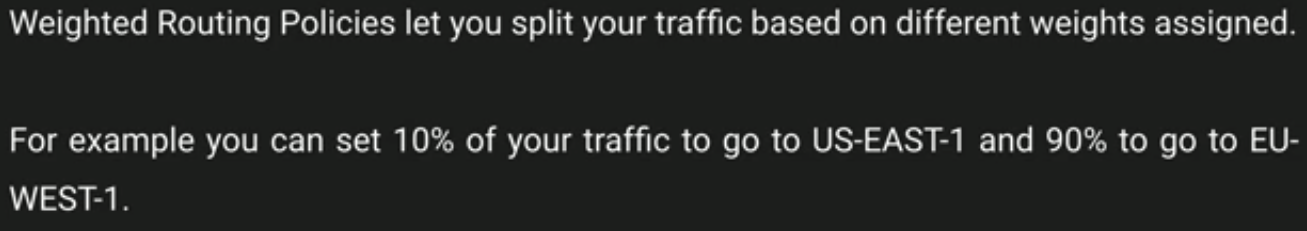 Weighted Routing Policies let you split your traffic based on different weights assigned.
For example you can set 10% of your traffic to go to US-EAST-1 and 90% to go to EU-
WEST-1.